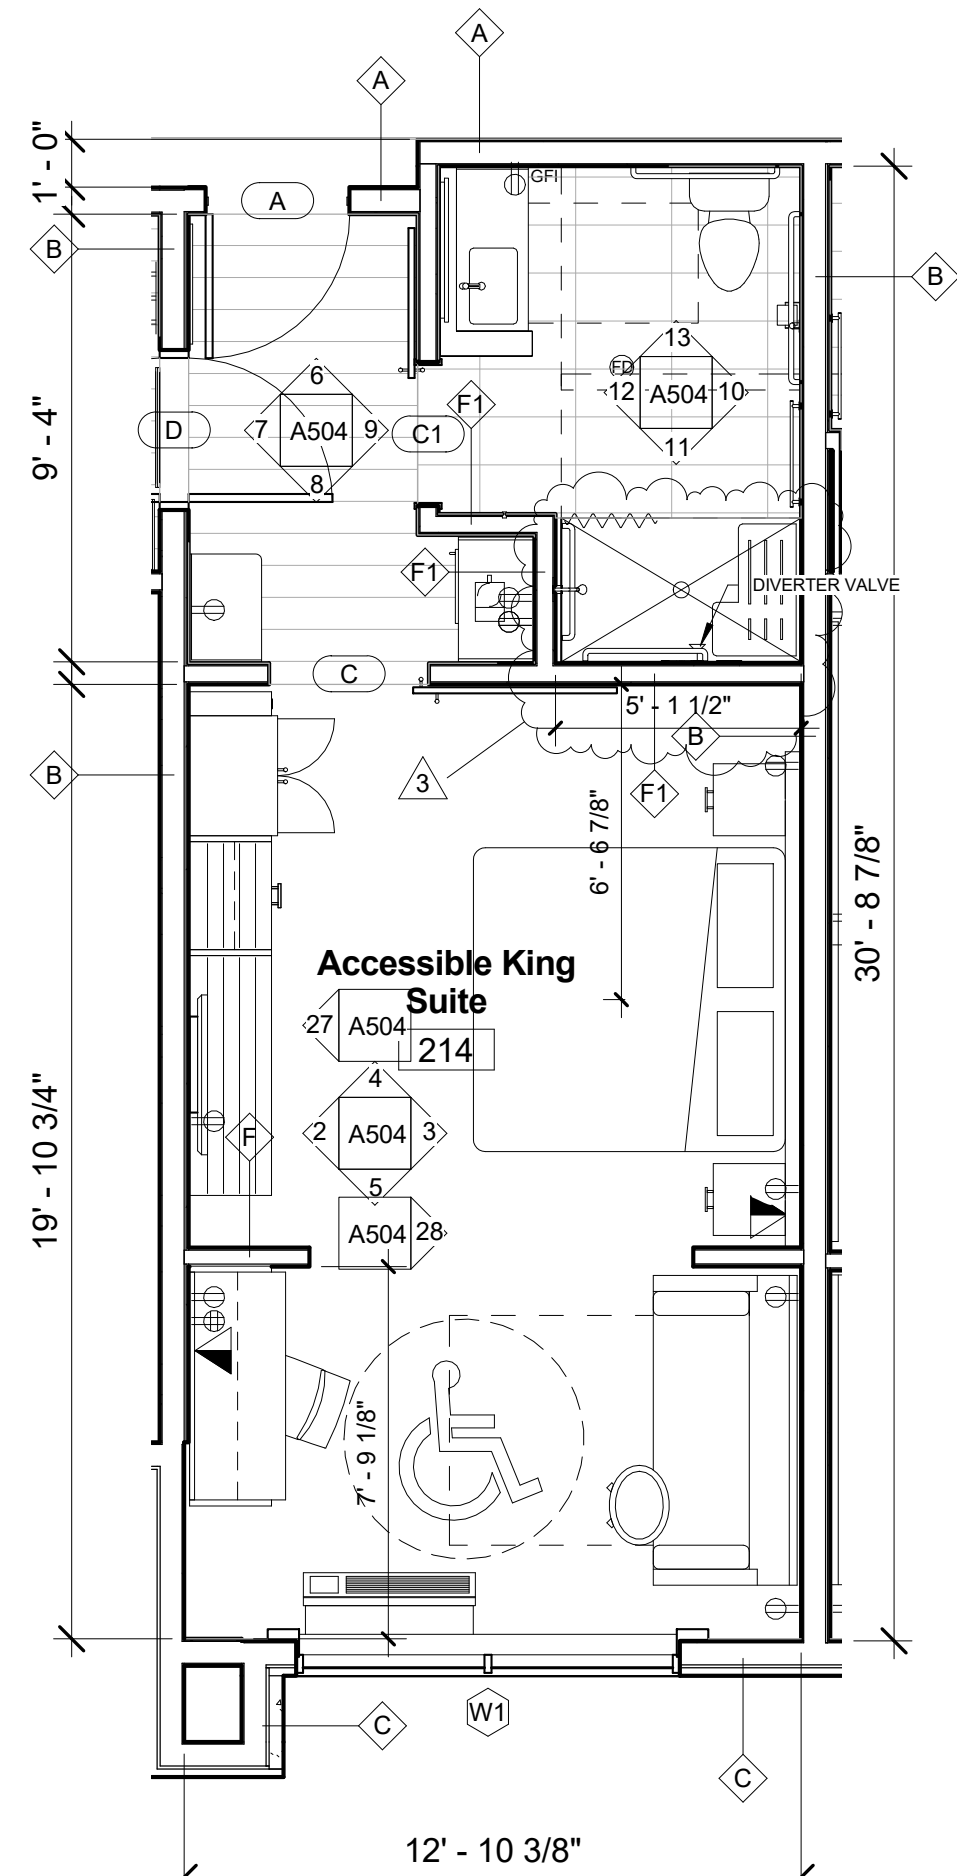 A
A
1' - 0"
A
GFI
B
B
13
FD
6
12
A504
10
F1
9' - 4"
D
7
A504
9
C1
11
8
F1
DIVERTER VALVE
C
5' - 1 1/2"
B
B
3
F1
6' - 6 7/8"
30' - 8 7/8"
Accessible King
Suite
27
A504
214
4
19' - 10 3/4"
F
2
A504
3
5
A504
28
7' - 9 1/8"
W1
C
C
12' - 10 3/8"